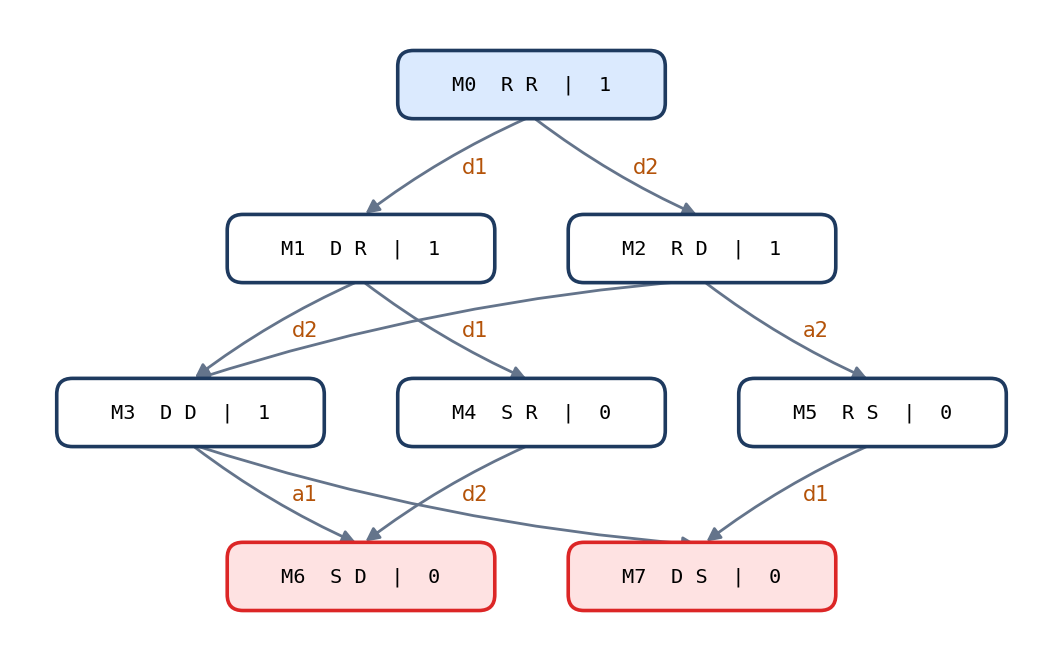 M0  R R  |  1
d1
d2
M1  D R  |  1
M2  R D  |  1
d2
d1
a2
M3  D D  |  1
M4  S R  |  0
M5  R S  |  0
a1
d2
d1
M6  S D  |  0
M7  D S  |  0